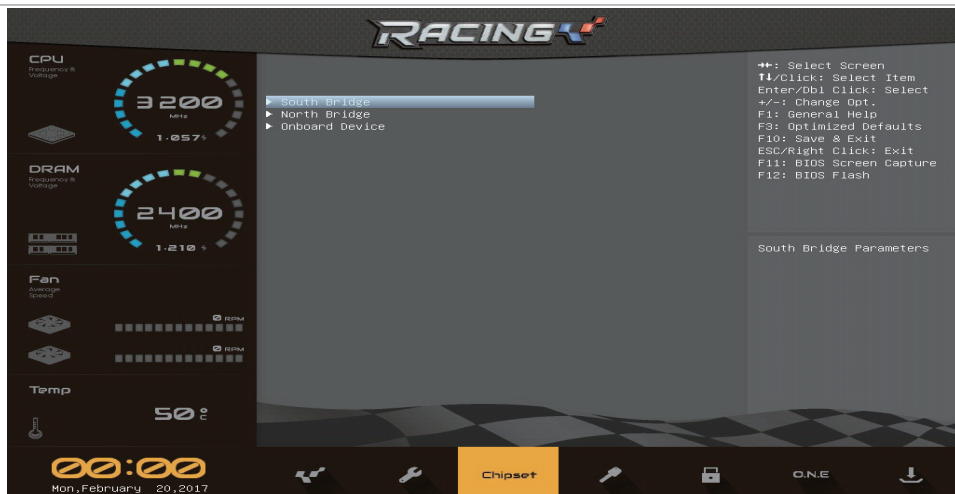 RACING
CPU
Frequency &
Voltage
3200
MHz
1.057
DRAM
Frequency &
Voltage
2400
MHz
1.210
Fan
Average
Speed
0 RPM
0 RPM
Temp
50 °C
▶ South Bridge
▶ North Bridge
▶ Onboard Device
→←: Select Screen
↑↓/Click: Select Item
Enter/Dbl Click: Select
+/-: Change Opt.
F1: General Help
F3: Optimized Defaults
F10: Save & Exit
ESC/Right Click: Exit
F11: BIOS Screen Capture
F12: BIOS Flash
South Bridge Parameters
00:00
Mon,February 20,2017
Chipset
O.N.E